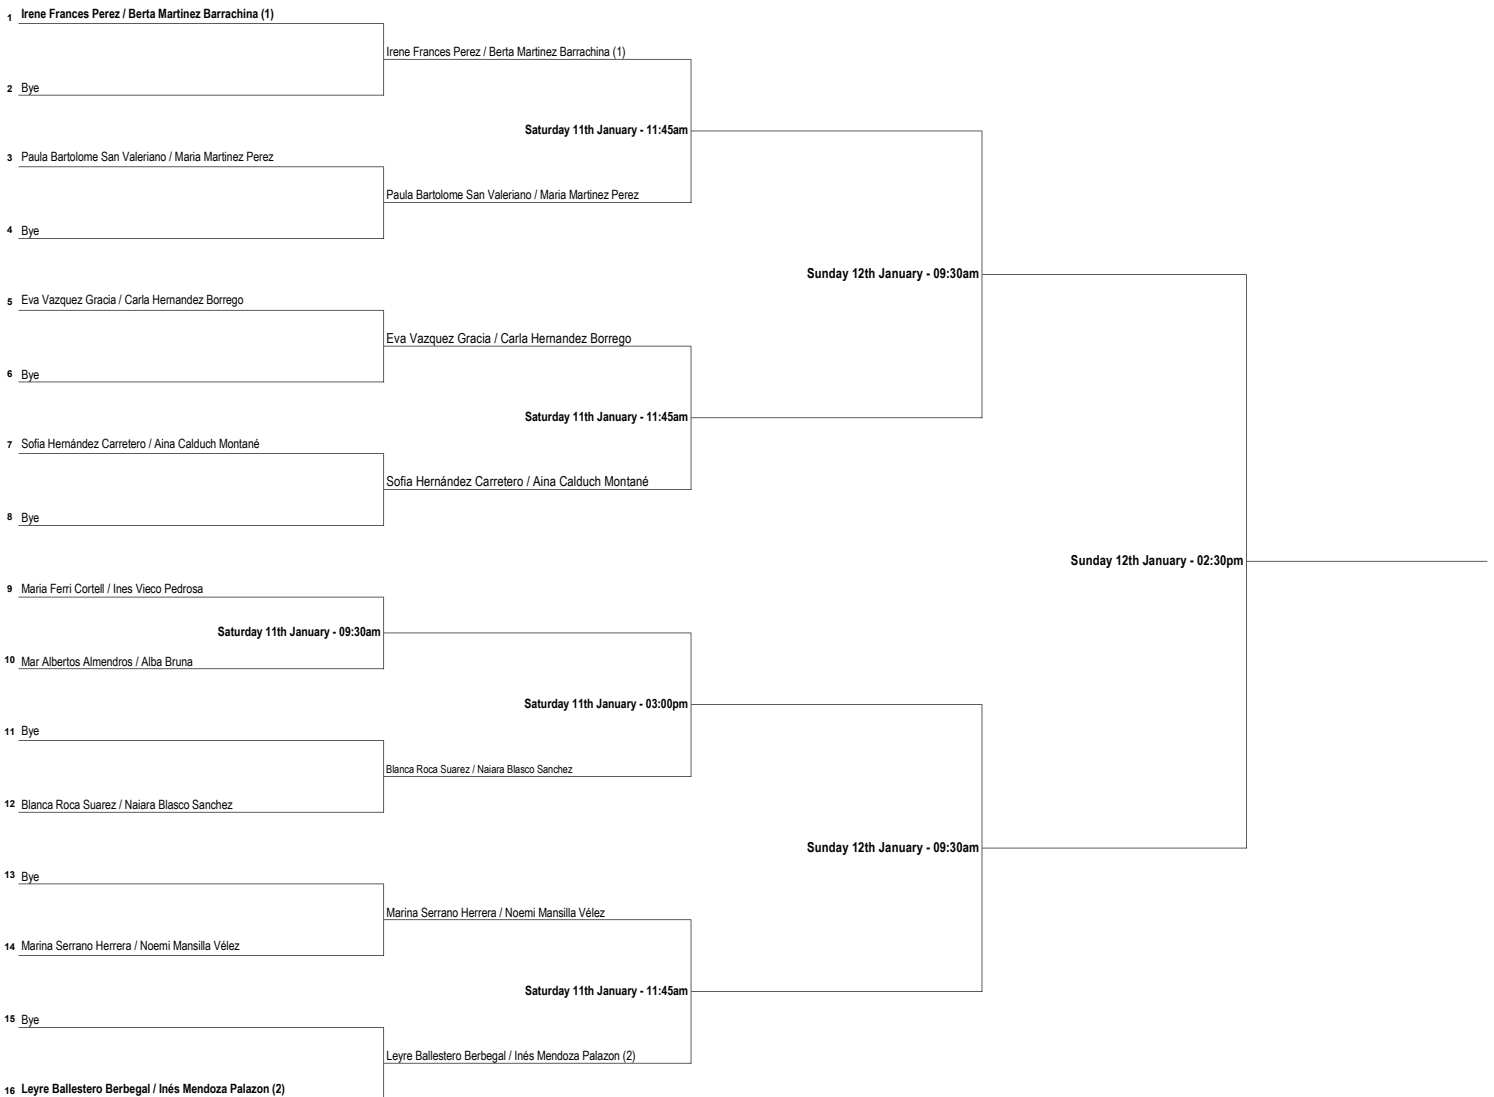 1 Irene Frances Perez / Berta Martinez Barrachina (1)
Irene Frances Perez / Berta Martinez Barrachina (1)
2 Bye
Saturday 11th January - 11:45am
3 Paula Bartolome San Valeriano / Maria Martinez Perez
Paula Bartolome San Valeriano / Maria Martinez Perez
4 Bye
Sunday 12th January - 09:30am
5 Eva Vazquez Gracia / Carla Hernandez Borrego
Eva Vazquez Gracia / Carla Hernandez Borrego
6 Bye
Saturday 11th January - 11:45am
7 Sofia Hernández Carretero / Aina Calduch Montané
Sofia Hernández Carretero / Aina Calduch Montané
8 Bye
Sunday 12th January - 02:30pm
9 Maria Ferri Cortell / Ines Vieco Pedrosa
Saturday 11th January - 09:30am
10 Mar Albertos Almendros / Alba Bruna
Saturday 11th January - 03:00pm
11 Bye
Blanca Roca Suarez / Naiara Blasco Sanchez
12 Blanca Roca Suarez / Naiara Blasco Sanchez
Sunday 12th January - 09:30am
13 Bye
Marina Serrano Herrera / Noemi Mansilla Vélez
14 Marina Serrano Herrera / Noemi Mansilla Vélez
Saturday 11th January - 11:45am
15 Bye
Leyre Ballestero Berbegal / Inés Mendoza Palazon (2)
16 Leyre Ballestero Berbegal / Inés Mendoza Palazon (2)